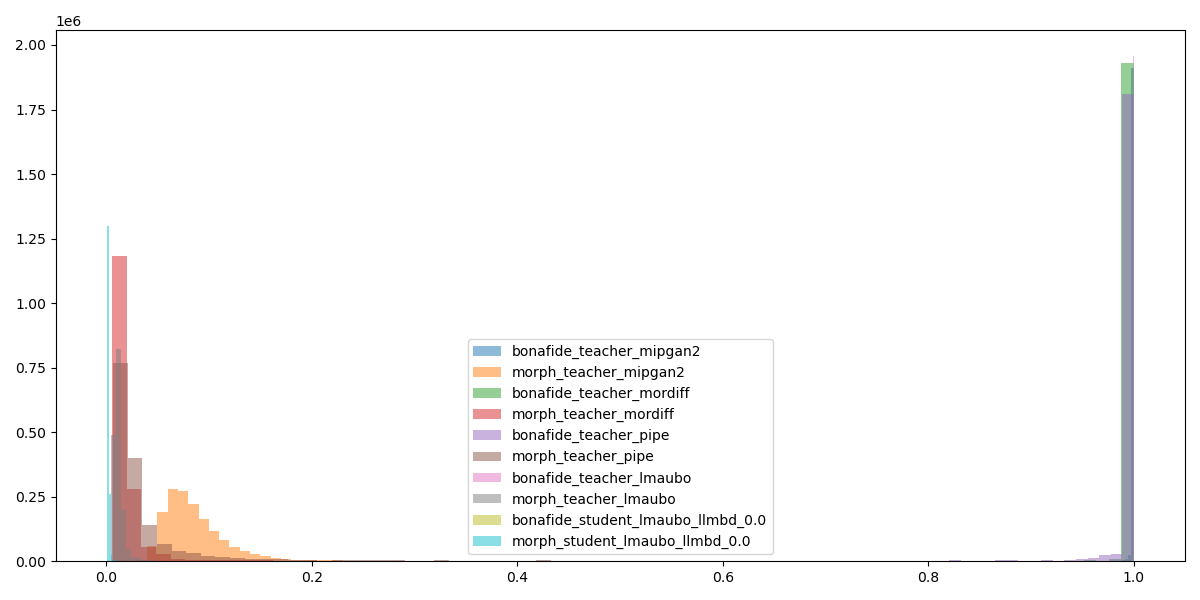 1e6
2.00
1.75
1.50
1.25
1.00
0.75
0.50
0.25
0.00
bonafide_teacher_mipgan2
morph_teacher_mipgan2
bonafide_teacher_mordiff
morph_teacher_mordiff
bonafide_teacher_pipe
morph_teacher_pipe
bonafide_teacher_lmaubo
morph_teacher_lmaubo
bonafide_student_lmaubo_llmbd_0.0
morph_student_lmaubo_llmbd_0.0
0.0 0.2 0.4 0.6 0.8 1.0